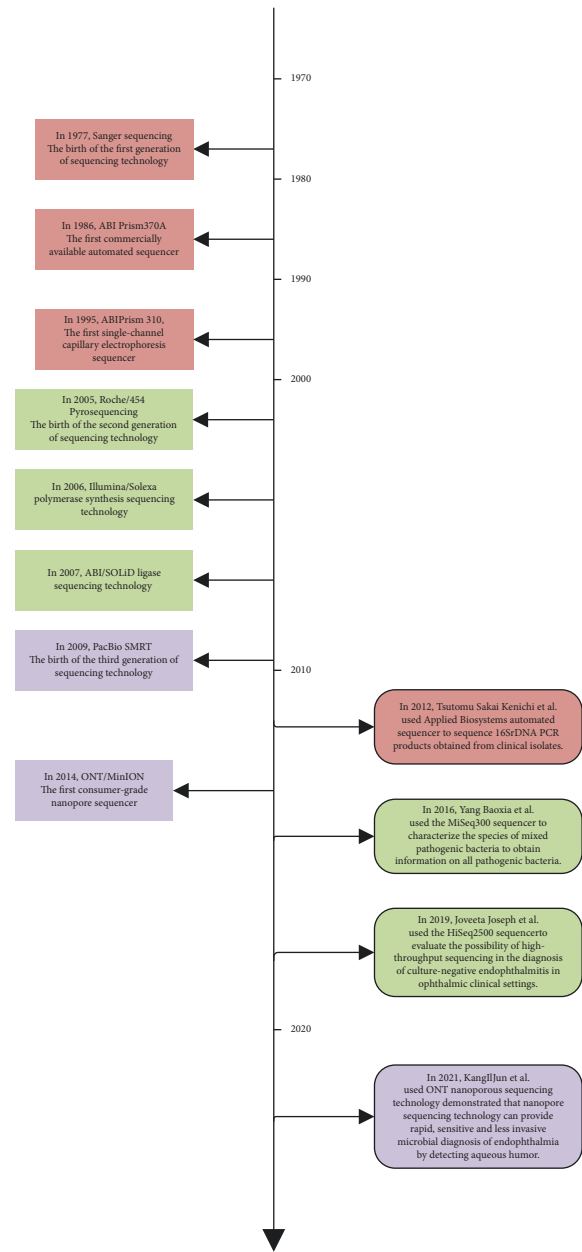 1970
In 1977, Sanger sequencing
The birth of the first generation
of sequencing technology
1980
In 1986, ABI Prism370A
The first commercially
available automated sequencer
1990
In 1995, ABIPrism 310,
The first single-channel
capillary electrophoresis
sequencer
2000
In 2005, Roche/454
Pyrosequencing
The birth of the second generation
of sequencing technology
In 2006, Illumina/Solexa
polymerase synthesis sequencing
technology
In 2007, ABI/SOLiD ligase
sequencing technology
In 2009, PacBio SMRT
The birth of the third generation of
sequencing technology
2010
In 2012, Tsutomu Sakai Kenichi et al.
used Applied Biosystems automated
sequencer to sequence 16SrDNA PCR
products obtained from clinical isolates.
In 2014, ONT/MinION
The first consumer-grade
nanopore sequencer
In 2016, Yang Baoxia et al.
used the MiSeq300 sequencer to
characterize the species of mixed
pathogenic bacteria to obtain
information on all pathogenic bacteria.
In 2019, Joveeta Joseph et al.
used the HiSeq2500 sequencerto
evaluate the possibility of high-
throughput sequencing in the diagnosis
of culture-negative endophthalmitis in
ophthalmic clinical settings.
2020
In 2021, KangIlJun et al.
used ONT nanoporous sequencing
technology demonstrated that nanopore
sequencing technology can provide
rapid, sensitive and less invasive
microbial diagnosis of endophthalmia
by detecting aqueous humor.